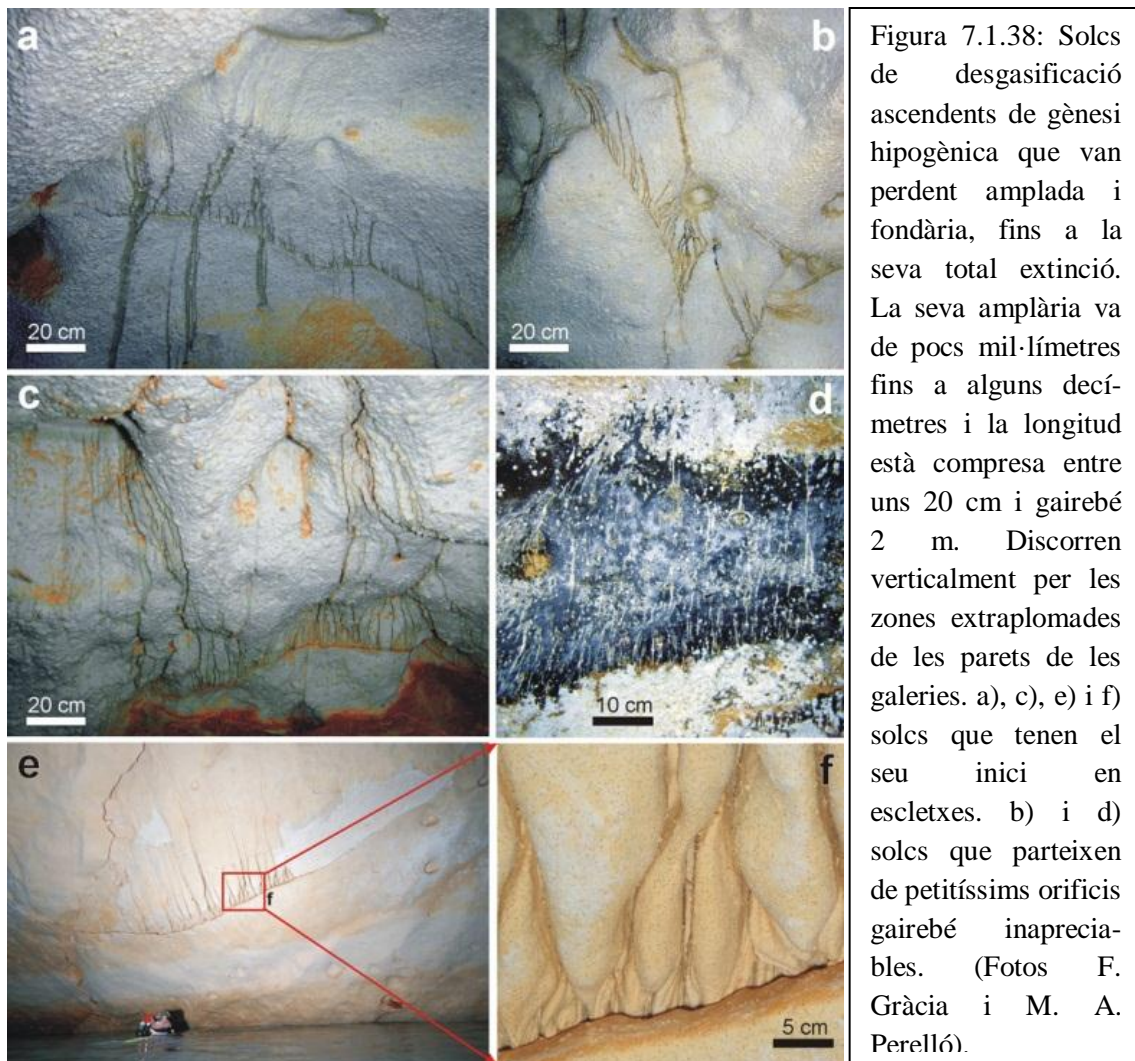 a
b
20 cm
20 cm
c
d
20 cm
10 cm
e
f
f
5 cm
Figura 7.1.38: Solcs
de desgasificació
ascendents de gènesi
hipogènica que van
perdent amplada i
fondària, fins a la
seva total extinció.
La seva amplària va
de pocs mil·límetres
fins a alguns decí-
metres i la longitud
està compresa entre
uns 20 cm i gairebé
2 m. Discorren
verticalment per les
zones extraplomades
de les parets de les
galeries. a), c), e) i f)
solcs que tenen el
seu inici en
escletxes. b) i d)
solcs que parteixen
de petitíssims orificis
gairebé inaprecia-
bles. (Fotos F.
Gràcia i M. A.
Perelló).